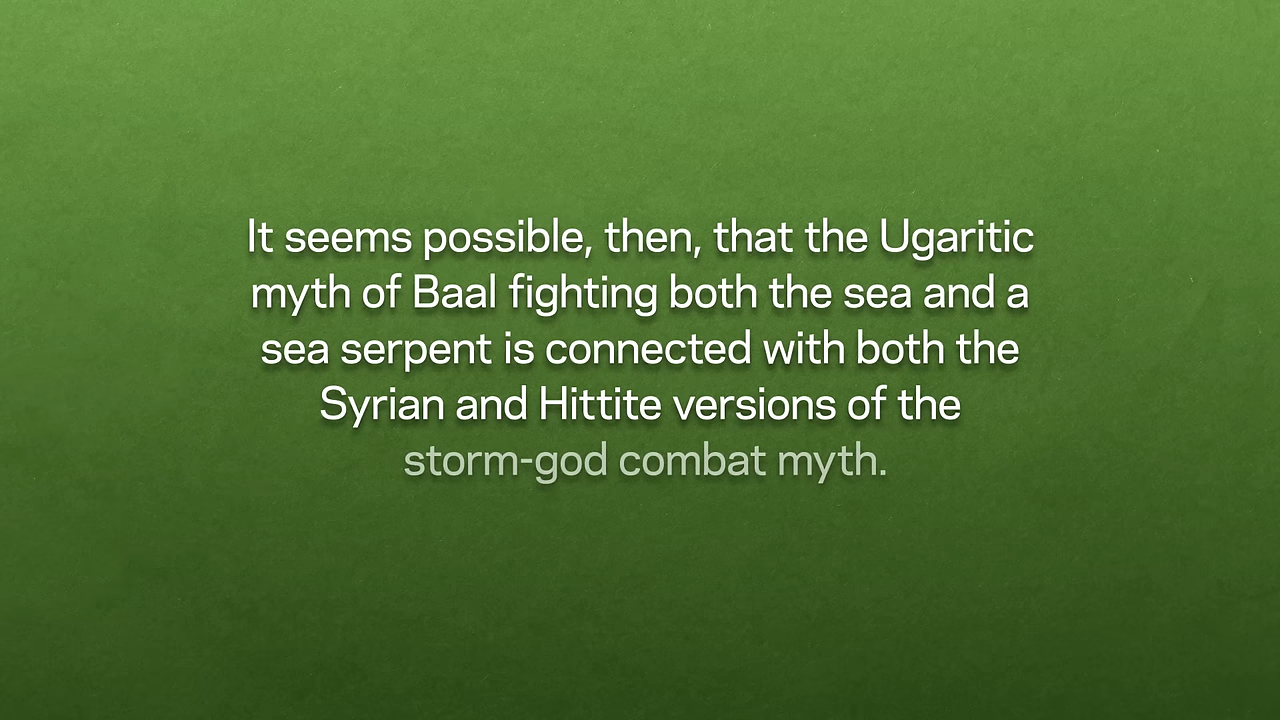 It seems possible, then, that the Ugaritic
myth of Baal fighting both the sea and a
sea serpent is connected with both the
Syrian and Hittite versions of the
storm-god combat myth.